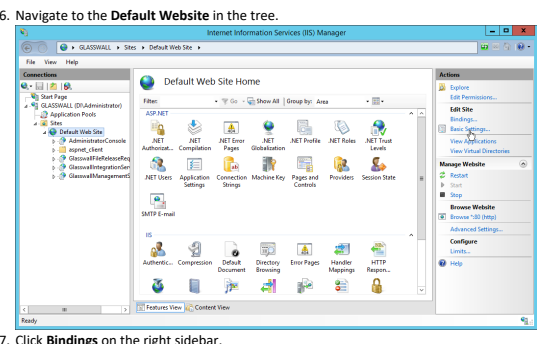 6. Navigate to the Default Website in the tree.
Internet Information Services (IIS) Manager
GLASSWALL ▸ Sites ▸ Default Web Site ▸
File View Help
Connections
Start Page
GLASSWALL (DI\Administrator)
Application Pools
Sites
Default Web Site
AdministratorConsole
aspnet_client
GlasswallFileReleaseReq
GlasswallIntegrationSer
GlasswallManagementS
Default Web Site Home
Filter: Go Show All Group by: Area
ASP.NET
.NET Authorizat...
.NET Compilation
.NET Error Pages
.NET Globalization
.NET Profile
.NET Roles
.NET Trust Levels
.NET Users
Application Settings
Connection Strings
Machine Key
Pages and Controls
Providers
Session State
SMTP E-mail
IIS
Authentic...
Compression
Default Document
Directory Browsing
Error Pages
Handler Mappings
HTTP Respon...
Features View Content View
Actions
Explore
Edit Permissions...
Edit Site
Bindings...
Basic Settings...
View Applications
View Virtual Directories
Manage Website
Restart
Start
Stop
Browse Website
Browse *:80 (http)
Advanced Settings...
Configure
Limits...
Help
Ready
7. Click Bindings on the right sidebar.